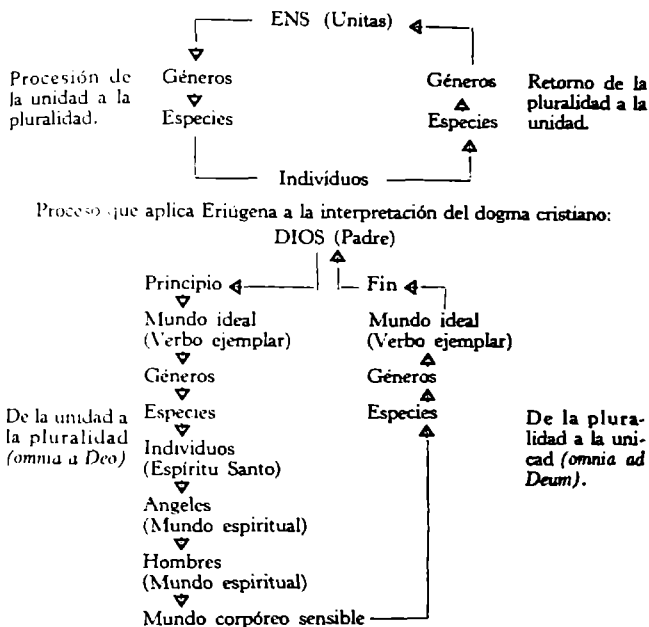 ENS (Unitas)
Procesión de
la unidad a la
pluralidad.
Géneros
Especies
Géneros
Especies
Retorno de la
pluralidad a la
unidad.
Individuos
Proceso que aplica Eriúgena a la interpretación del dogma cristiano:
DIOS (Padre)
Principio
Mundo ideal
(Verbo ejemplar)
Géneros
Especies
Individuos
(Espíritu Santo)
Angeles
(Mundo espiritual)
Hombres
(Mundo espiritual)
Mundo corpóreo sensible
De la unidad a
la pluralidad
(omnia a Deo)
Fin
Mundo ideal
(Verbo ejemplar)
Géneros
Especies
De la plura-
lidad a la uni-
cad (omnia ad
Deum).